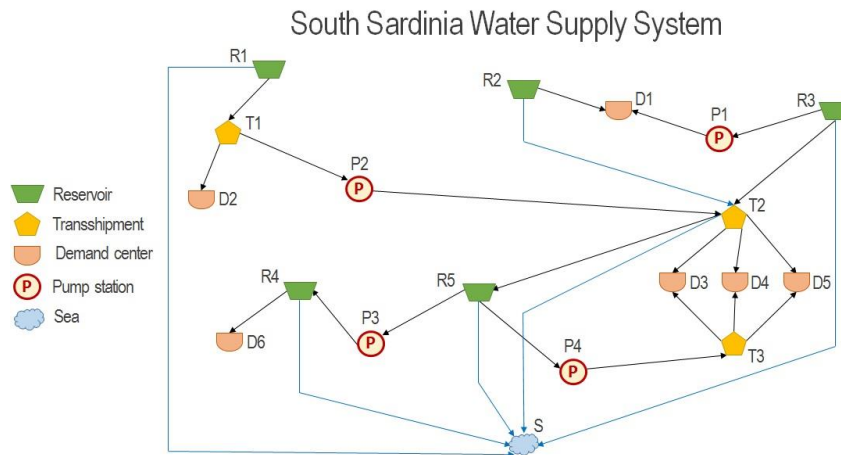 South Sardinia Water Supply System
R1
R2
D1
P1
R3
P
T1
P2
P
D2
T2
Reservoir
Transshipment
Demand center
P
Pump station
Sea
R4
R5
D3
D4
D5
P3
P
D6
P4
P
T3
S